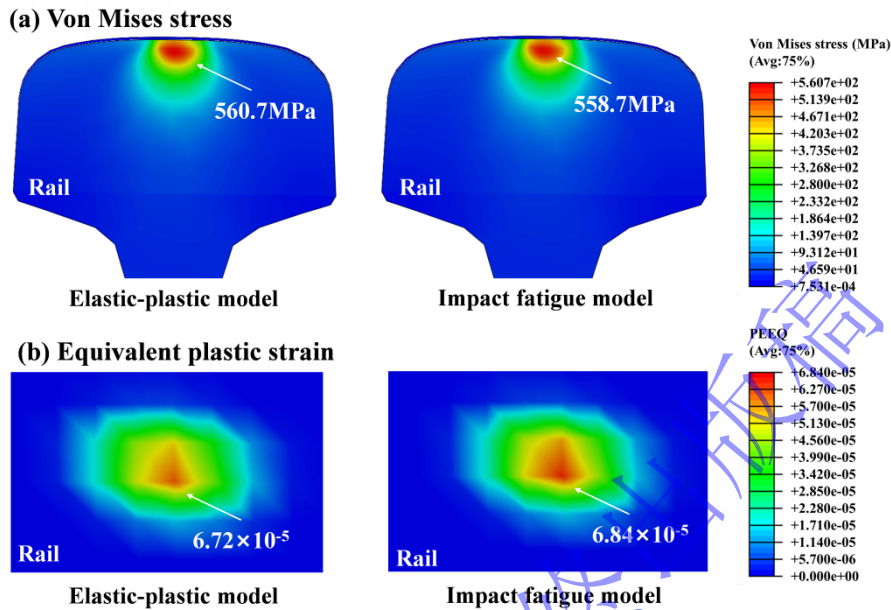 (a) Von Mises stress
560.7MPa
Rail
Elastic-plastic model
558.7MPa
Rail
Impact fatigue model
Von Mises stress (MPa)
(Avg:75%)
+5.607e+02
+5.139e+02
+4.671e+02
+4.203e+02
+3.735e+02
+3.268e+02
+2.800e+02
+2.332e+02
+1.864e+02
+1.397e+02
+9.312e+01
+4.659e+01
+7.531e-04
(b) Equivalent plastic strain
6.72×10⁻⁵
Rail
Elastic-plastic model
6.84×10⁻⁵
Rail
Impact fatigue model
PEEQ
(Avg:75%)
+6.840e-05
+6.270e-05
+5.700e-05
+5.130e-05
+4.560e-05
+3.990e-05
+3.420e-05
+2.850e-05
+2.280e-05
+1.710e-05
+1.140e-05
+5.700e-06
+0.000e+00
版稿